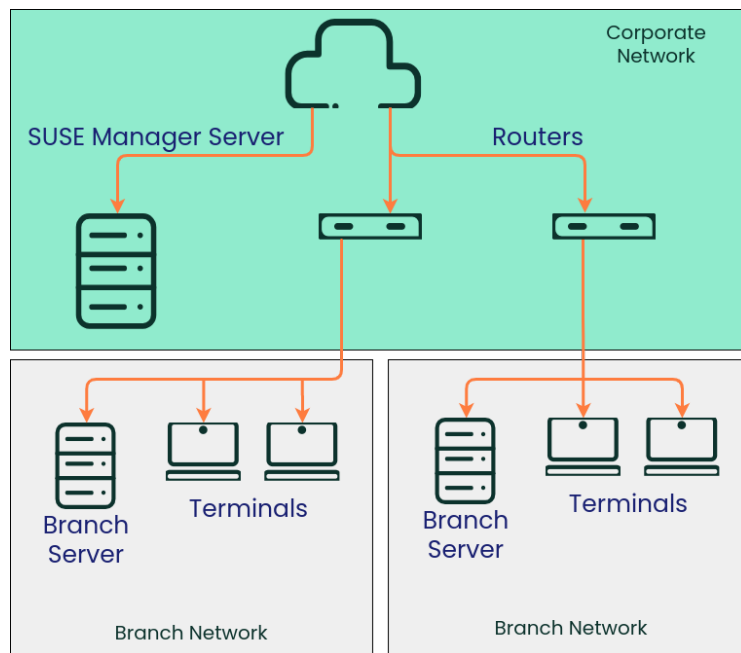 Corporate
Network
SUSE Manager Server
Routers
Branch
Server
Terminals
Branch Network
Branch
Server
Terminals
Branch Network